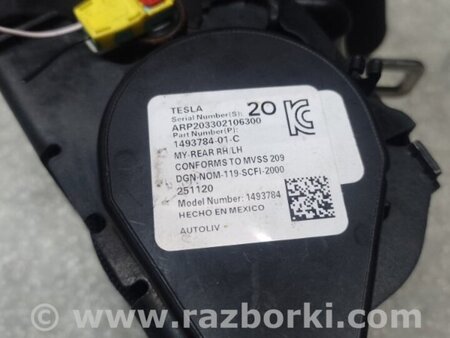 TESLA
Serial Number(S): 20
ARP203302106300
Part Number(P):
1493784-01-C
MY-REAR RH/LH
CONFORMS TO MVSS 209
DGN-NOM-119-SCFI-2000
251120
Model Number: 1493784
HECHO EN MEXICO
AUTOLIV
www.razborki.com